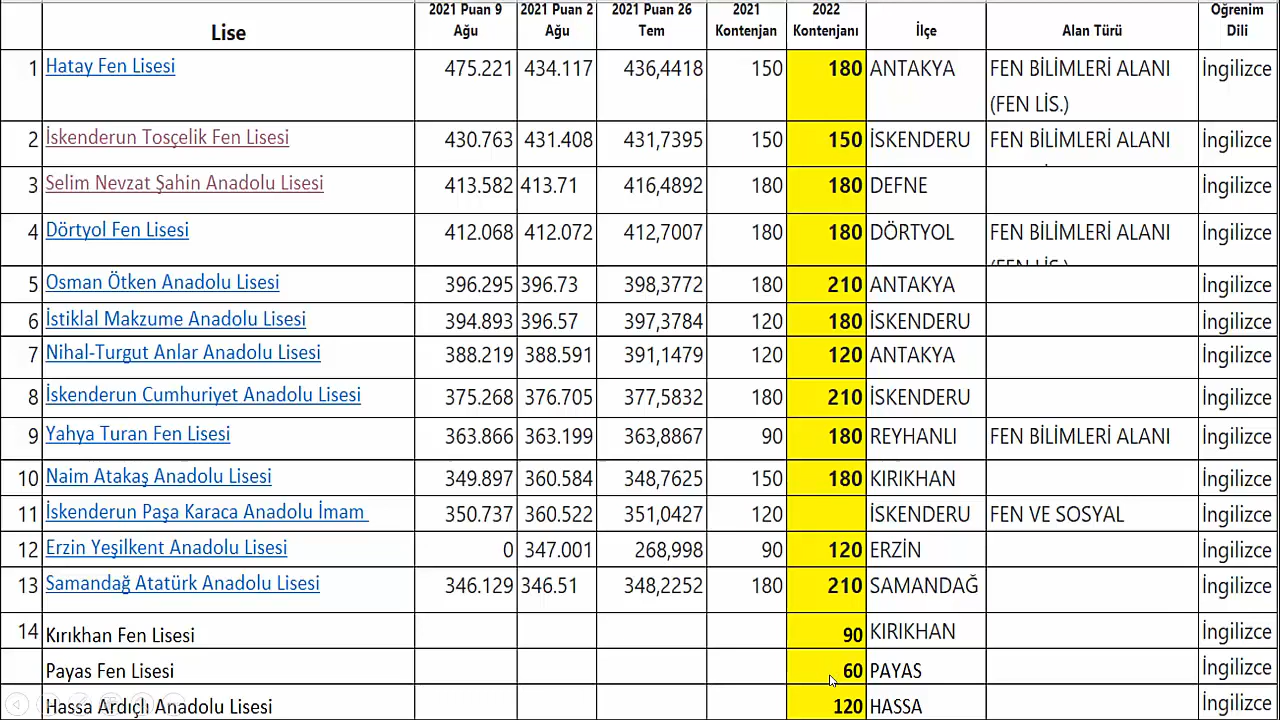 Lise 2021 Puan 9 Ağu 2021 Puan 2 Ağu 2021 Puan 26 Tem 2021 Kontenjan 2022 Kontenjanı İlçe Alan Türü Öğrenim Dili
1 Hatay Fen Lisesi 475.221 434.117 436,4418 150 180 ANTAKYA FEN BİLİMLERİ ALANI (FEN LİS.) İngilizce
2 İskenderun Tosçelik Fen Lisesi 430.763 431.408 431,7395 150 150 İSKENDERU FEN BİLİMLERİ ALANI İngilizce
3 Selim Nevzat Şahin Anadolu Lisesi 413.582 413.71 416,4892 180 180 DEFNE İngilizce
4 Dörtyol Fen Lisesi 412.068 412.072 412,7007 180 180 DÖRTYOL FEN BİLİMLERİ ALANI İngilizce
5 Osman Ötken Anadolu Lisesi 396.295 396.73 398,3772 180 210 ANTAKYA İngilizce
6 İstiklal Makzume Anadolu Lisesi 394.893 396.57 397,3784 120 180 İSKENDERU İngilizce
7 Nihal-Turgut Anlar Anadolu Lisesi 388.219 388.591 391,1479 120 120 ANTAKYA İngilizce
8 İskenderun Cumhuriyet Anadolu Lisesi 375.268 376.705 377,5832 180 210 İSKENDERU İngilizce
9 Yahya Turan Fen Lisesi 363.866 363.199 363,8867 90 180 REYHANLI FEN BİLİMLERİ ALANI İngilizce
10 Naim Atakaş Anadolu Lisesi 349.897 360.584 348,7625 150 180 KIRIKHAN İngilizce
11 İskenderun Paşa Karaca Anadolu İmam 350.737 360.522 351,0427 120 İSKENDERU FEN VE SOSYAL İngilizce
12 Erzin Yeşilkent Anadolu Lisesi 0 347.001 268,998 90 120 ERZİN İngilizce
13 Samandağ Atatürk Anadolu Lisesi 346.129 346.51 348,2252 180 210 SAMANDAĞ İngilizce
14 Kırıkhan Fen Lisesi 90 KIRIKHAN İngilizce
Payas Fen Lisesi 60 PAYAS İngilizce
Hassa Ardıçlı Anadolu Lisesi 120 HASSA İngilizce